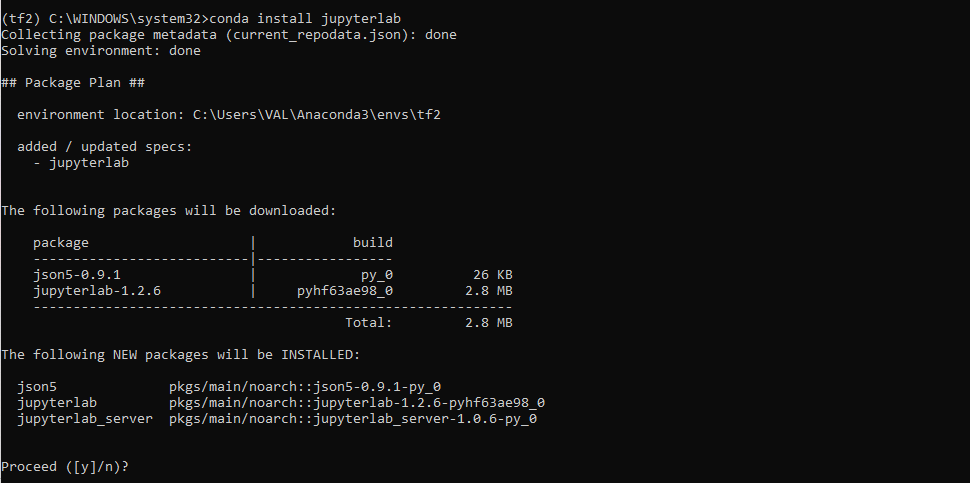 (tf2) C:\WINDOWS\system32>conda install jupyterlab
Collecting package metadata (current_repodata.json): done
Solving environment: done
## Package Plan ##
  environment location: C:\Users\VAL\Anaconda3\envs\tf2
  added / updated specs:
    - jupyterlab
The following packages will be downloaded:
    package                    |            build
    ---------------------------|-----------------
    json5-0.9.1                |             py_0          26 KB
    jupyterlab-1.2.6           |     pyhf63ae98_0         2.8 MB
    ------------------------------------------------------------
                                           Total:         2.8 MB
The following NEW packages will be INSTALLED:
  json5              pkgs/main/noarch::json5-0.9.1-py_0
  jupyterlab         pkgs/main/noarch::jupyterlab-1.2.6-pyhf63ae98_0
  jupyterlab_server  pkgs/main/noarch::jupyterlab_server-1.0.6-py_0
Proceed ([y]/n)?